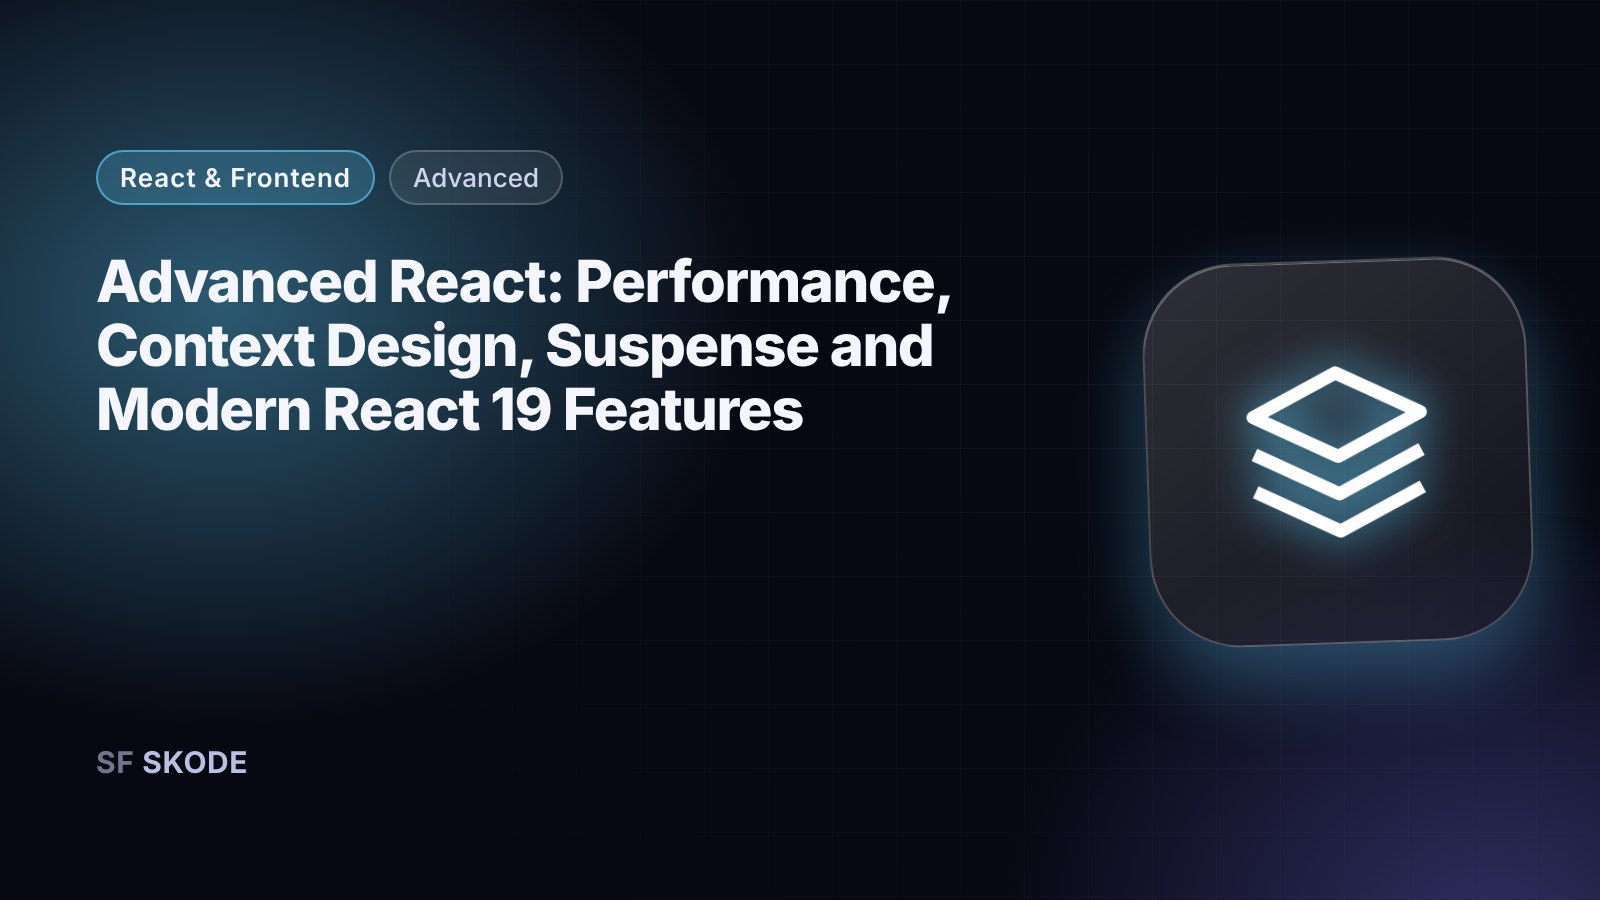 React & Frontend
Advanced
Advanced React: Performance,
Context Design, Suspense and
Modern React 19 Features
SF SKODE